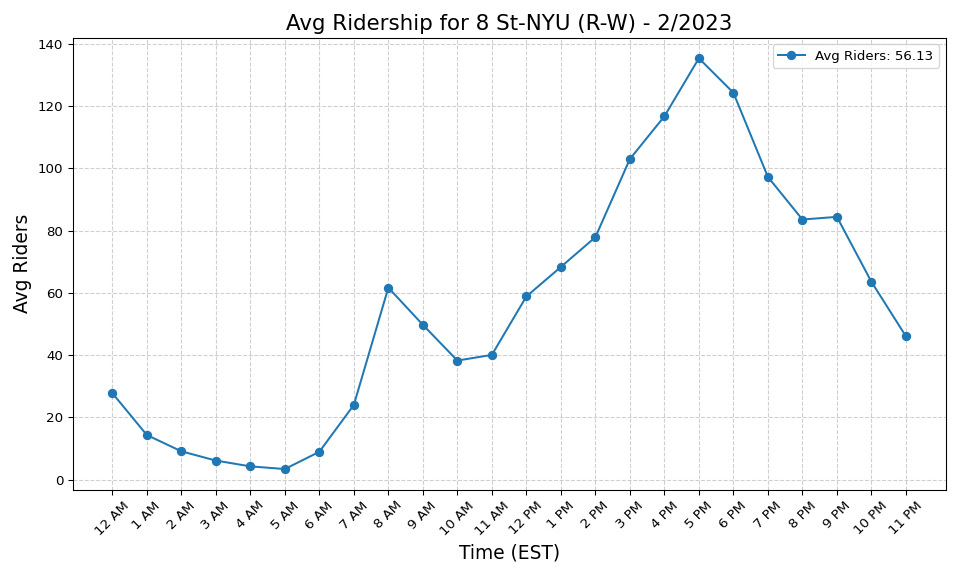 Avg Ridership for 8 St-NYU (R-W) - 2/2023
Avg Riders: 56.13
Avg Riders
140
120
100
80
60
40
20
0
12 AM
1 AM
2 AM
3 AM
4 AM
5 AM
6 AM
7 AM
8 AM
9 AM
10 AM
11 AM
12 PM
1 PM
2 PM
3 PM
4 PM
5 PM
6 PM
7 PM
8 PM
9 PM
10 PM
11 PM
Time (EST)